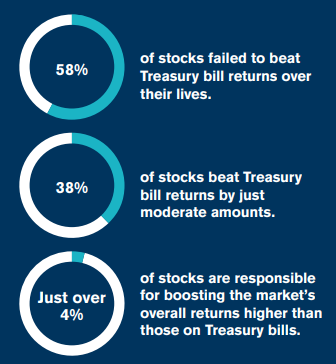 58%
of stocks failed to beat
Treasury bill returns over
their lives.
38%
of stocks beat Treasury
bill returns by just
moderate amounts.
Just over
4%
of stocks are responsible
for boosting the market’s
overall returns higher than
those on Treasury bills.